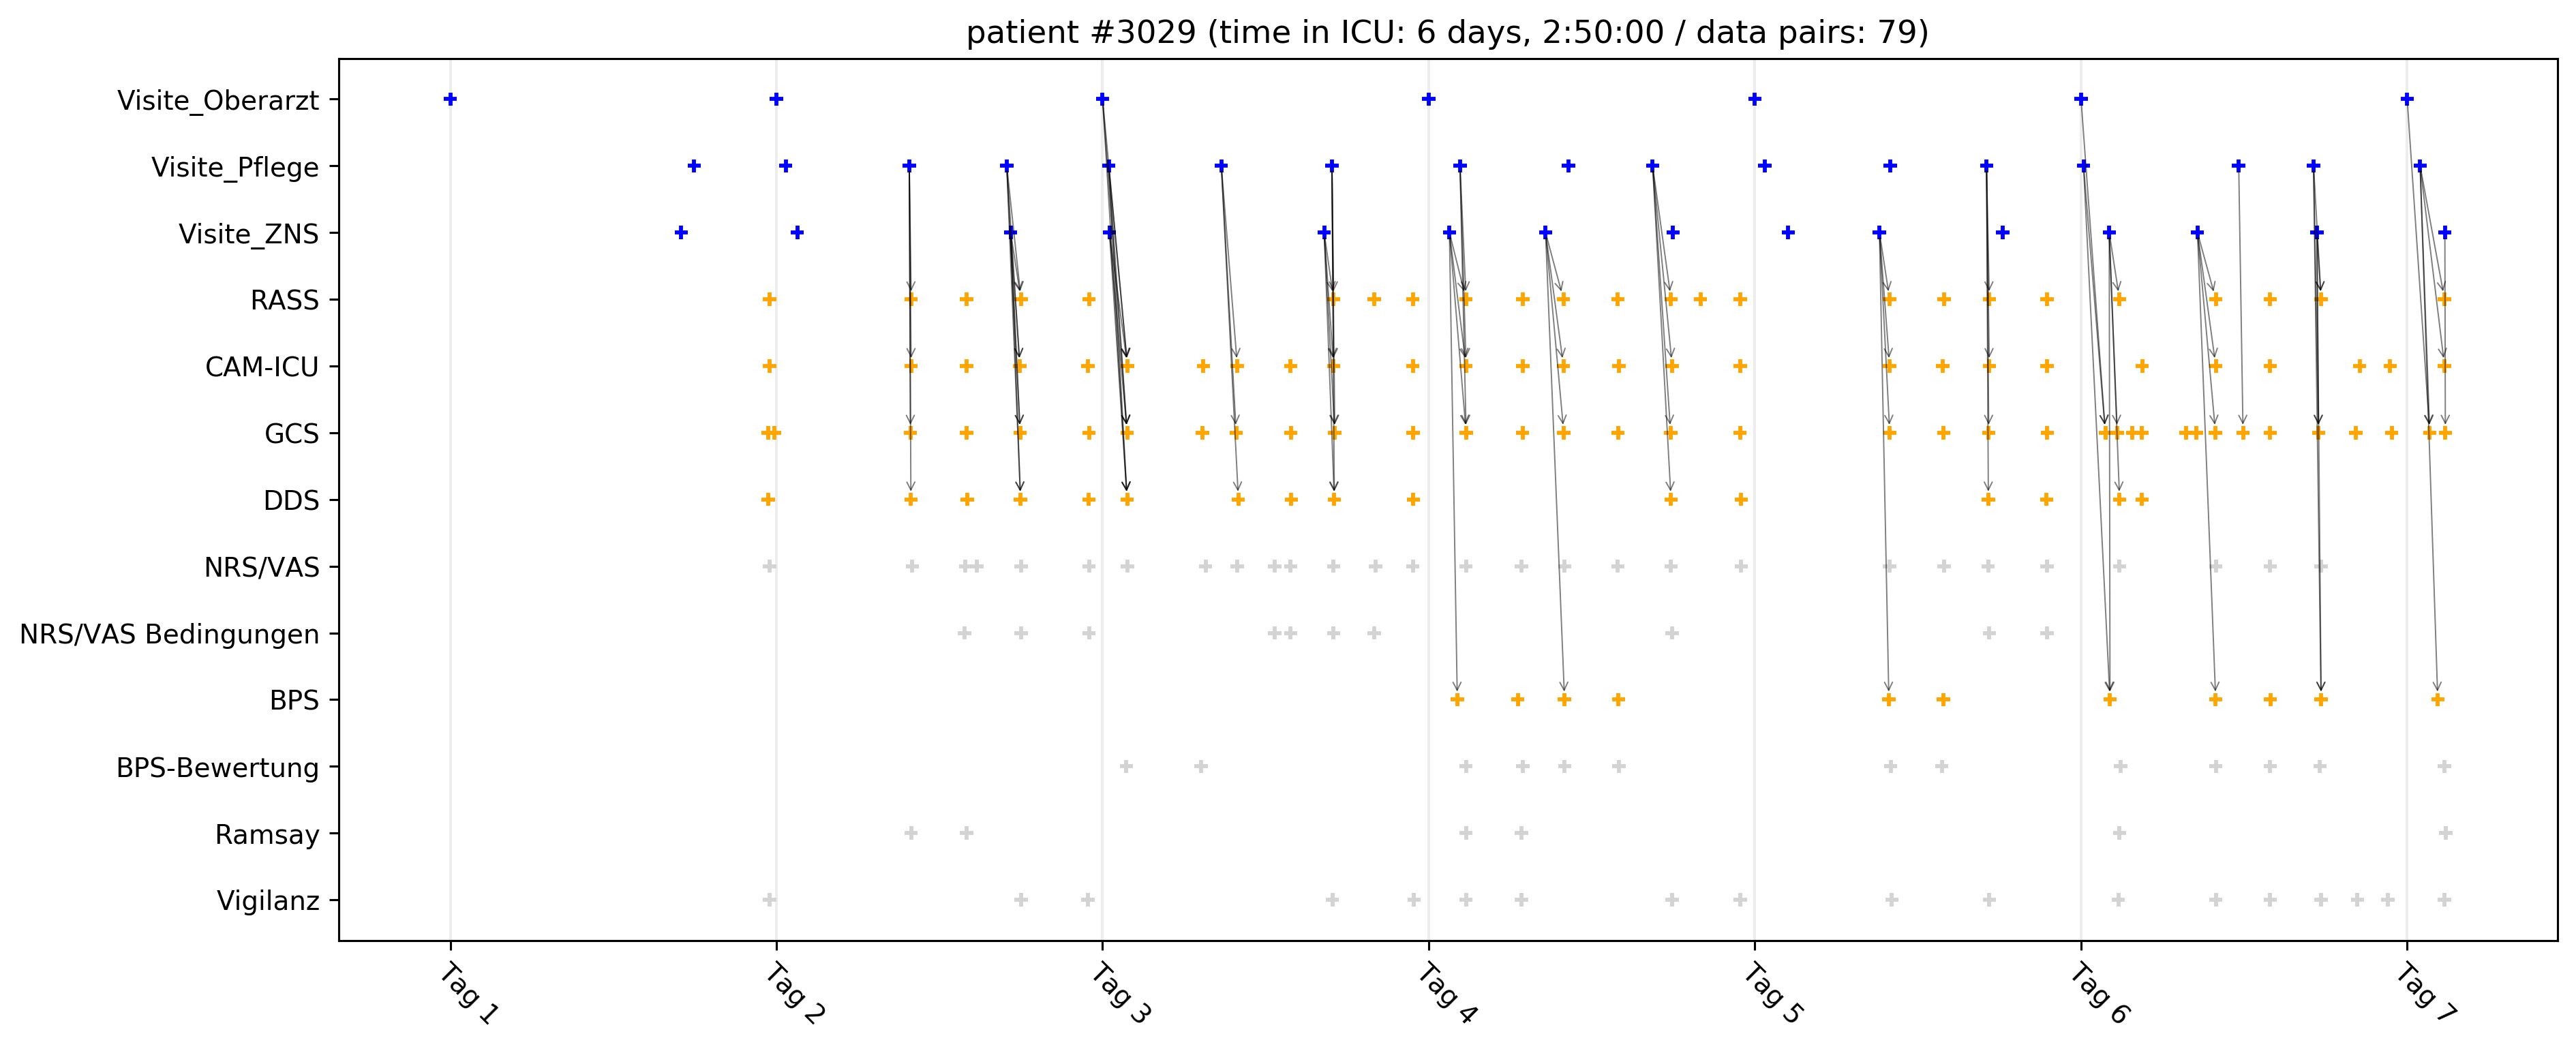 patient #3029 (time in ICU: 6 days, 2:50:00 / data pairs: 79)
Visite_Oberarzt
Visite_Pflege
Visite_ZNS
RASS
CAM-ICU
GCS
DDS
NRS/VAS
NRS/VAS Bedingungen
BPS
BPS-Bewertung
Ramsay
Vigilanz
Tag 1
Tag 2
Tag 3
Tag 4
Tag 5
Tag 6
Tag 7